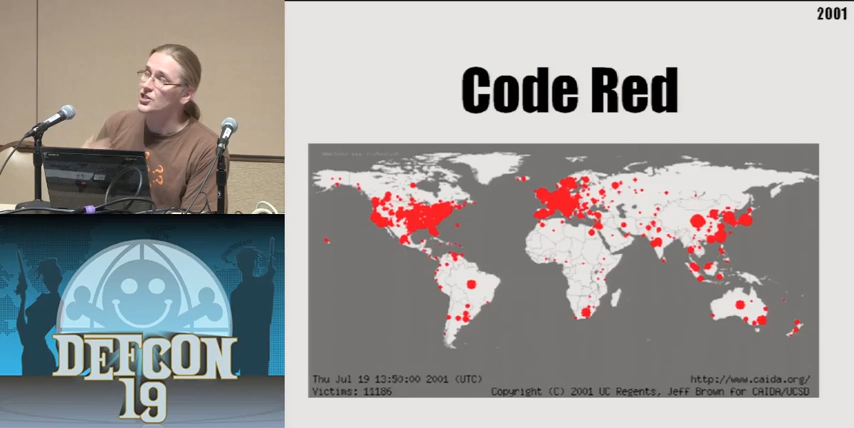 2001
Code Red
Thu Jul 19 13:50:00 2001 (UTC)
http://www.caida.org/
Victims: 11186
Copyright (C) 2001 UC Regents, Jeff Brown for CAIDA/UCSD
DEFCON
19